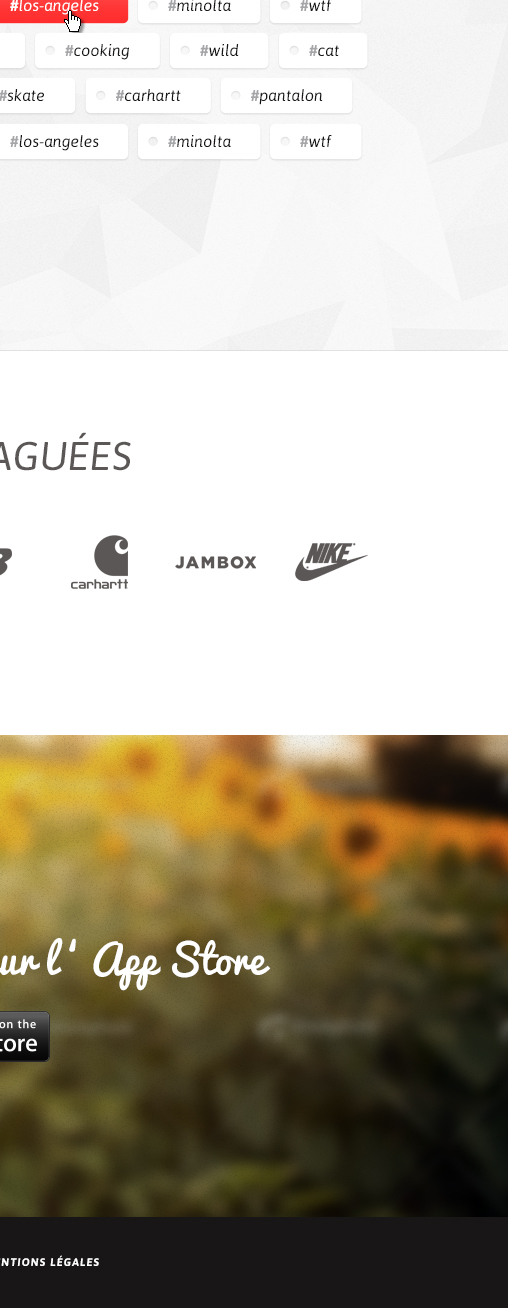 #los-angeles #minolta #wtf
#cooking #wild #cat
#skate #carhartt #pantalon
#los-angeles #minolta #wtf
AGUÉES
carhartt JAMBOX NIKE
ur l' App Store
on the
tore
ENTIONS LÉGALES